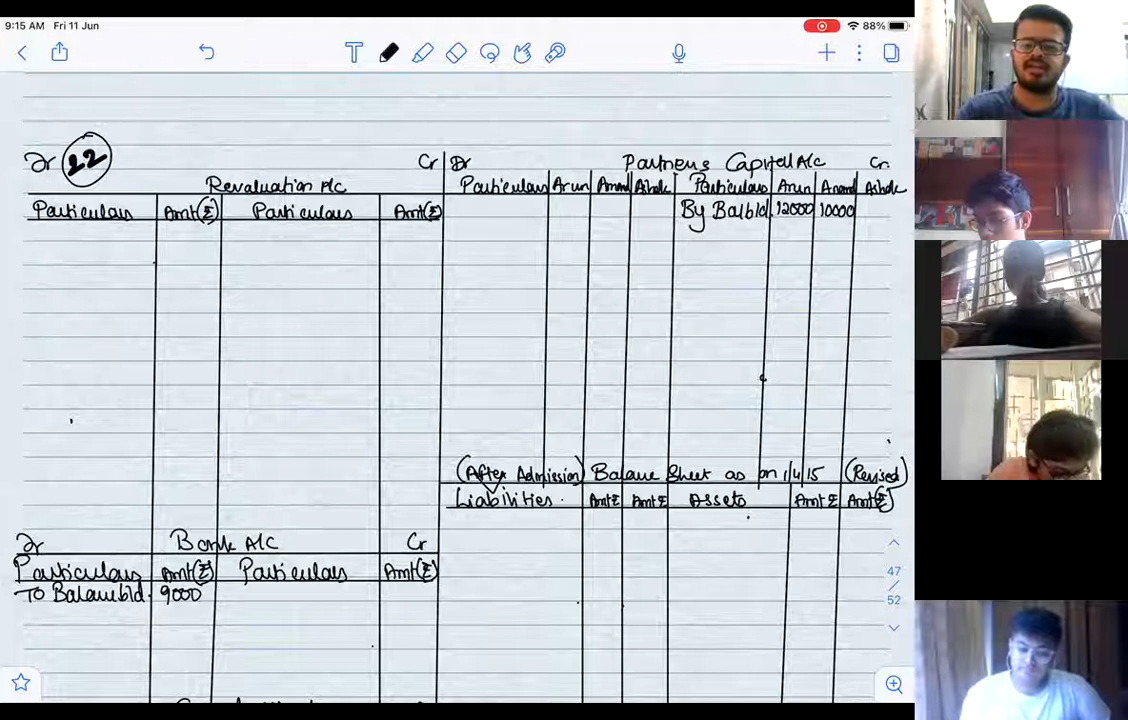 9:15 AM Fri 11 Jun
88%
Dr 22 Cr
Revaluation A/c
Particulars Amt(₹) Particulars Amt(₹)
Dr Partners Capital A/c Cr
Particulars Arun Anand Ashok Particulars Arun Anand Ashok
By Balb/d. 12000 10000
(After Admission) Balance Sheet as on 1/4/15 (Revised)
Liabilities Amt₹ Amt₹ Assets Amt₹ Amt(₹)
Dr Bank A/c Cr
Particulars Amt(₹) Particulars Amt(₹)
To Balanceb/d. 9000
47
/
52